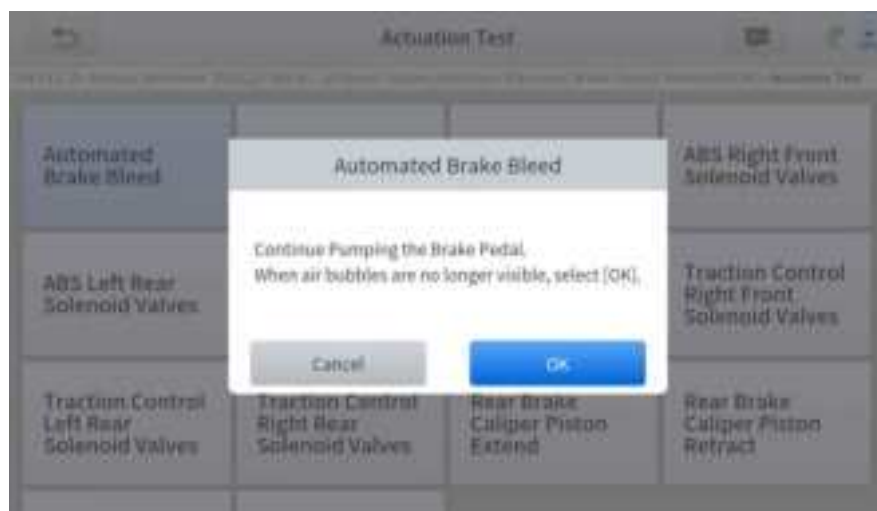 Actuation Test
Actuation Test
Automated
Brake Bleed
ABS Right Front
Solenoid Valves
Automated Brake Bleed
Continue Pumping the Brake Pedal.
When air bubbles are no longer visible, select [OK].
Cancel
OK
ABS Left Rear
Solenoid Valves
Traction Control
Right Front
Solenoid Valves
Traction Control
Left Rear
Solenoid Valves
Traction Control
Right Rear
Solenoid Valves
Rear Brake
Caliper Piston
Extend
Rear Brake
Caliper Piston
Retract